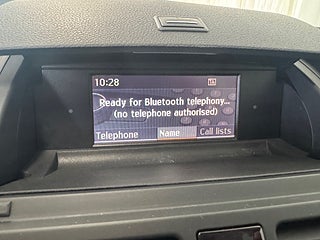 10:28
Ready for Bluetooth telephony...
(no telephone authorised)
Telephone Name Call lists